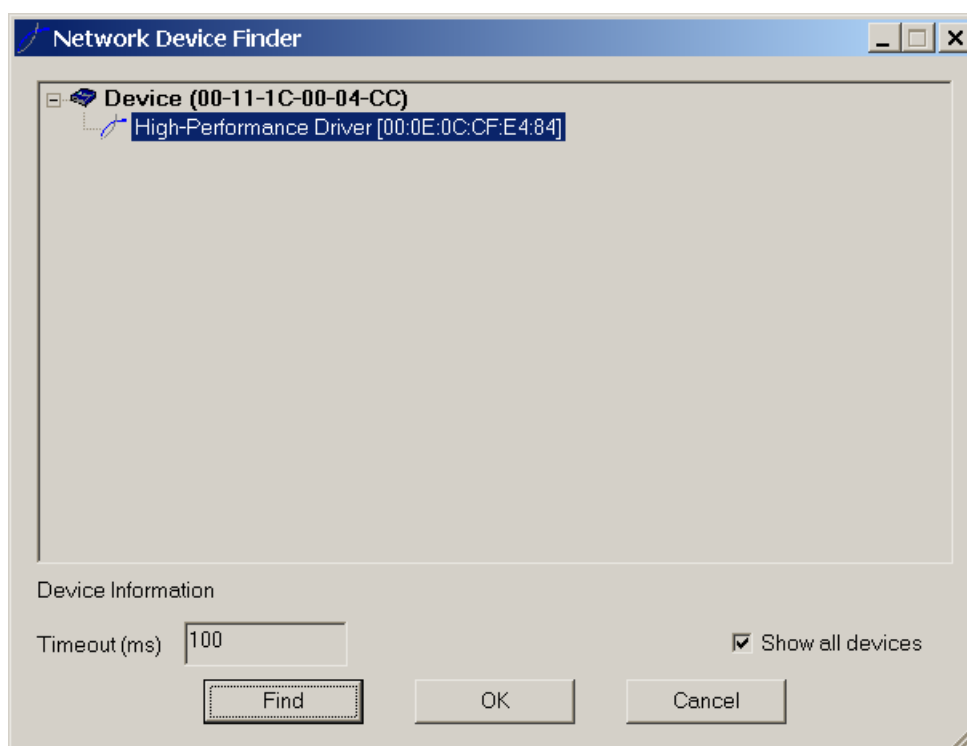 Network Device Finder
Device (00-11-1C-00-04-CC)
High-Performance Driver [00:0E:0C:CF:E4:84]
Device Information
Timeout (ms) 100 Show all devices
Find OK Cancel